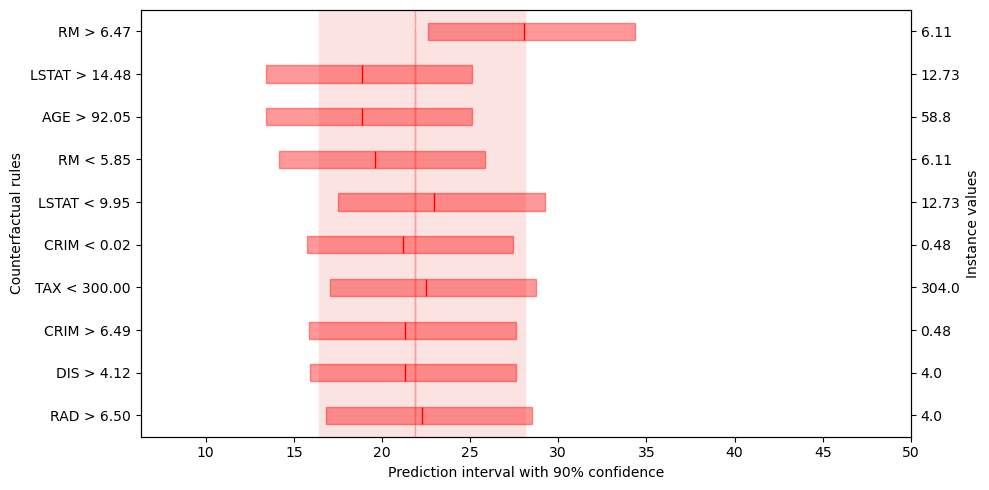 RM > 6.47
LSTAT > 14.48
AGE > 92.05
RM < 5.85
LSTAT < 9.95
CRIM < 0.02
TAX < 300.00
CRIM > 6.49
DIS > 4.12
RAD > 6.50
Counterfactual rules
6.11
12.73
58.8
6.11
12.73
0.48
304.0
0.48
4.0
4.0
Instance values
10 15 20 25 30 35 40 45 50
Prediction interval with 90% confidence